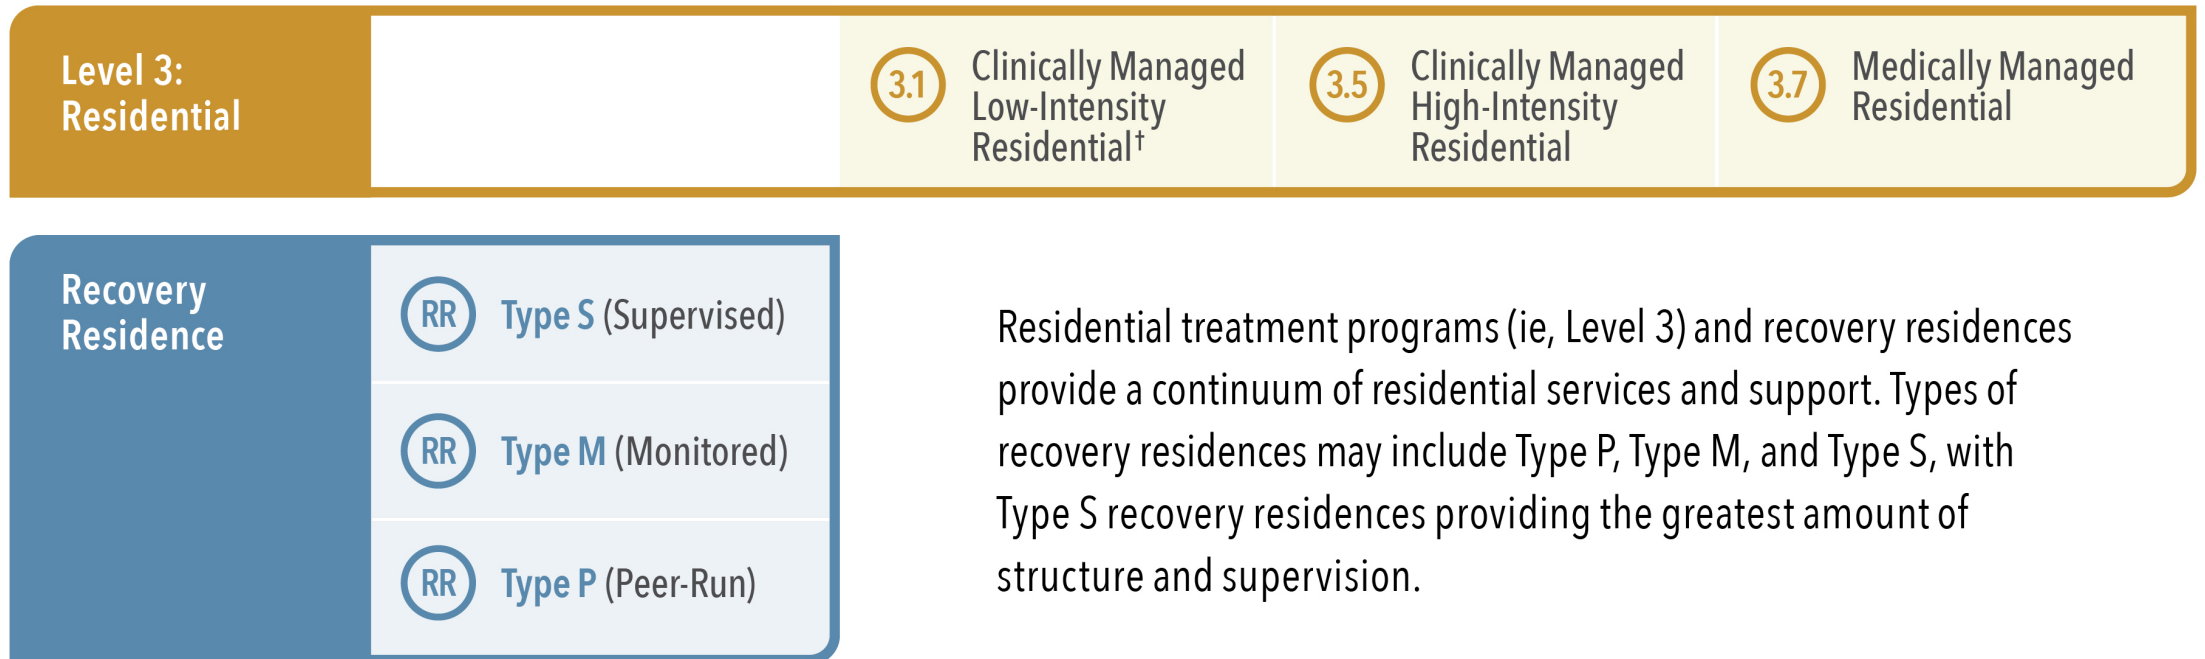 Level 3:
Residential
3.1
Clinically Managed
Low-Intensity
Residential†
3.5
Clinically Managed
High-Intensity
Residential
3.7
Medically Managed
Residential
Recovery
Residence
RR Type S (Supervised)
RR Type M (Monitored)
RR Type P (Peer-Run)
Residential treatment programs (ie, Level 3) and recovery residences
provide a continuum of residential services and support. Types of
recovery residences may include Type P, Type M, and Type S, with
Type S recovery residences providing the greatest amount of
structure and supervision.